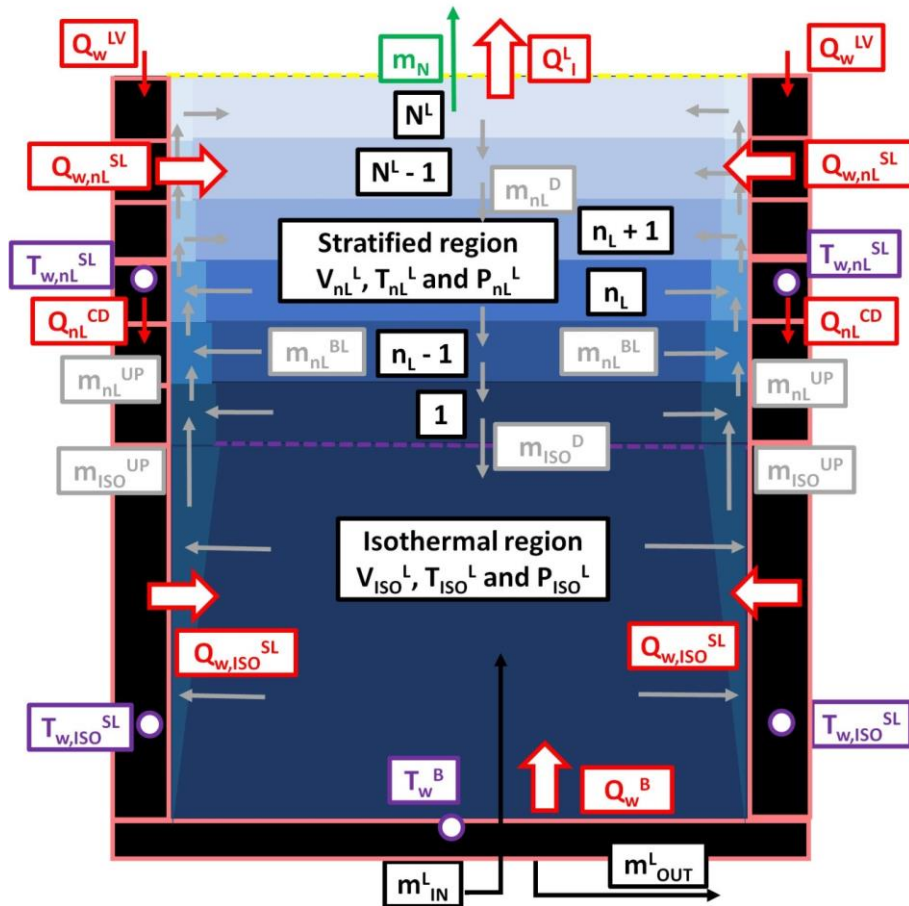 Q_w^LV
m_N
Q^L_I
Q_w^LV
N^L
Q_w,nL^SL
N^L - 1
Q_w,nL^SL
m_nL^D
n_L + 1
T_w,nL^SL
Stratified region
V_nL^L, T_nL^L and P_nL^L
T_w,nL^SL
n_L
Q_nL^CD
Q_nL^CD
m_nL^BL
n_L - 1
m_nL^BL
m_nL^UP
m_nL^UP
1
m_ISO^D
m_ISO^UP
m_ISO^UP
Isothermal region
V_ISO^L, T_ISO^L and P_ISO^L
Q_w,ISO^SL
Q_w,ISO^SL
T_w,ISO^SL
T_w,ISO^SL
T_w^B
Q_w^B
m^L_IN
m^L_OUT